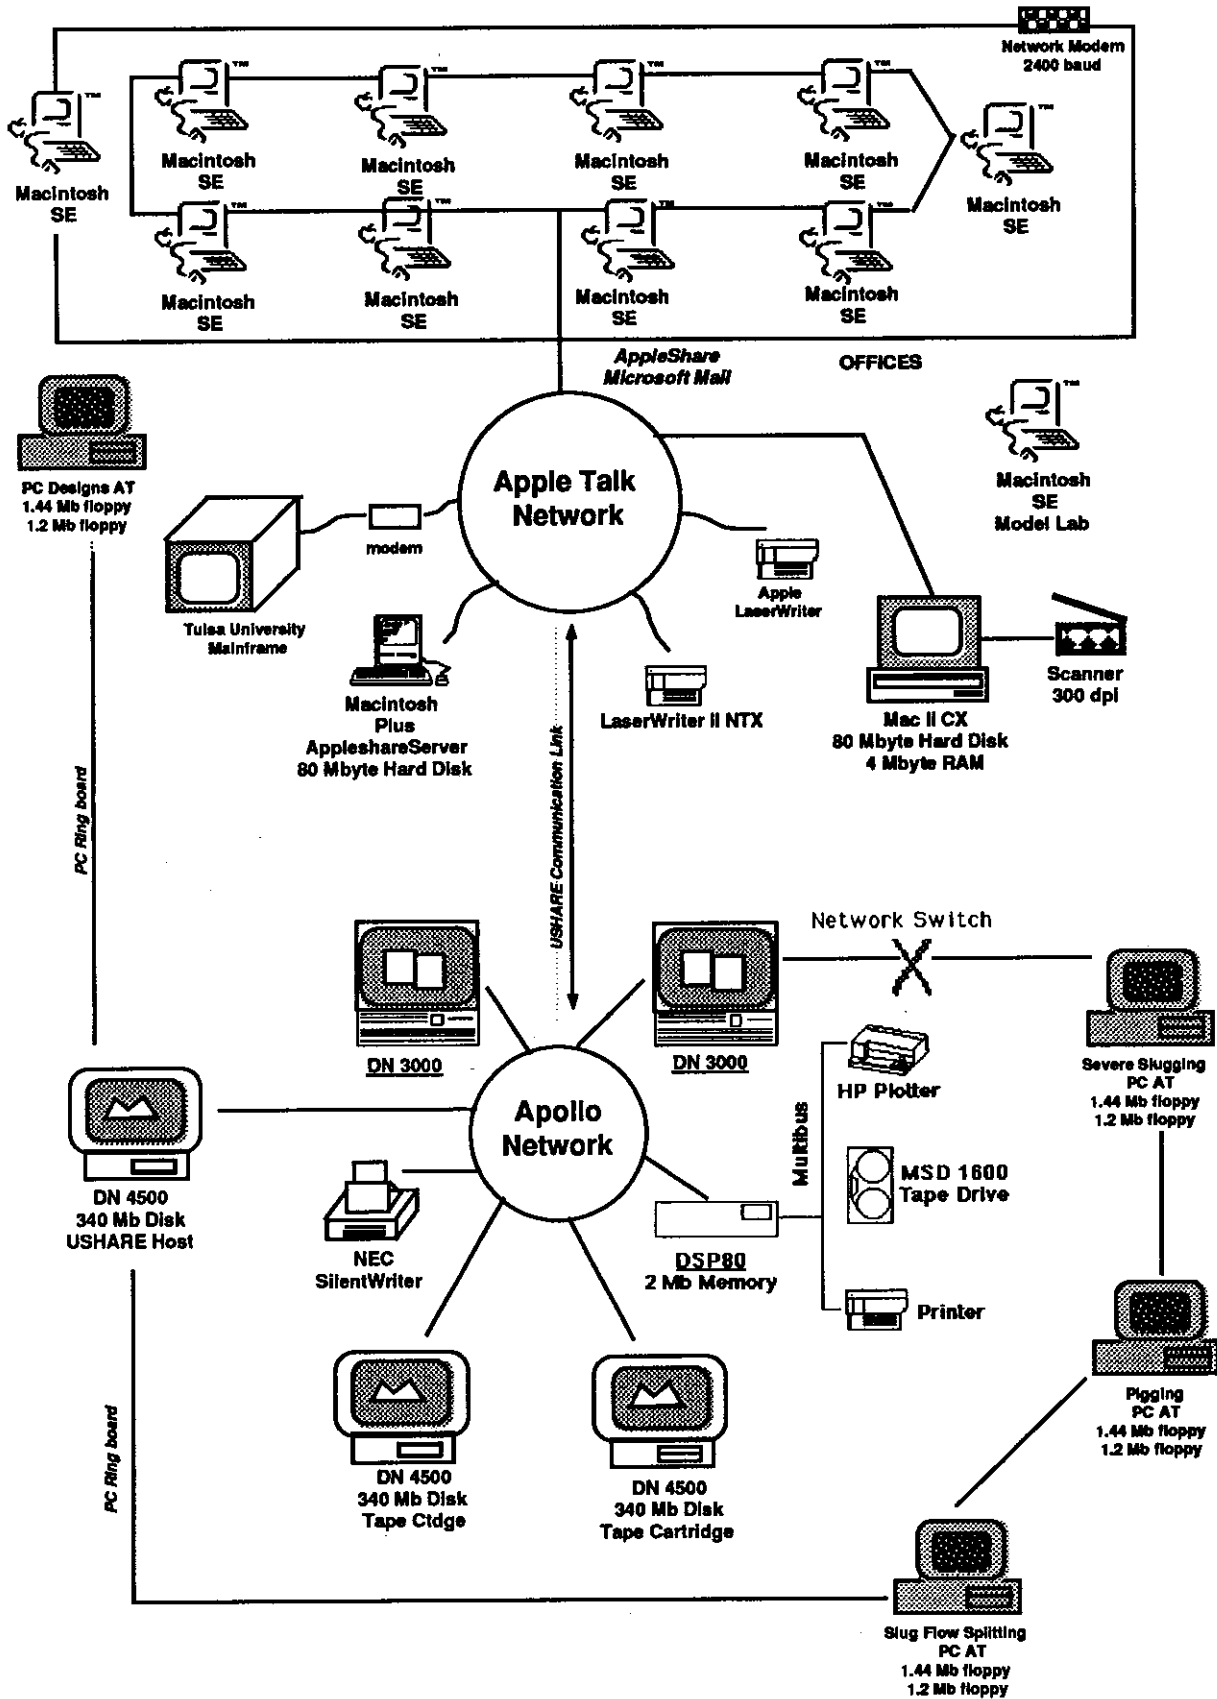 Network Modem
2400 baud
TM
TM
TM
TM
TM
TM
Macintosh
SE
Macintosh
SE
Macintosh
SE
Macintosh
SE
Macintosh
SE
Macintosh
SE
Macintosh
SE
Macintosh
SE
Macintosh
SE
Macintosh
SE
AppleShare
Microsoft Mail
OFFICES
TM
Macintosh
SE
Model Lab
PC Designs AT
1.44 Mb floppy
1.2 Mb floppy
Apple Talk
Network
modem
Tulsa University
Mainframe
Apple
LaserWriter
Macintosh
Plus
AppleshareServer
80 Mbyte Hard Disk
LaserWriter II NTX
Mac II CX
80 Mbyte Hard Disk
4 Mbyte RAM
Scanner
300 dpi
PC Ring board
USHARE Communication Link
Network Switch
DN 3000
DN 3000
Severe Slugging
PC AT
1.44 Mb floppy
1.2 Mb floppy
HP Plotter
Multibus
MSD 1600
Tape Drive
Printer
Apollo
Network
DN 4500
340 Mb Disk
USHARE Host
NEC
SilentWriter
DSP80
2 Mb Memory
Pigging
PC AT
1.44 Mb floppy
1.2 Mb floppy
PC Ring board
DN 4500
340 Mb Disk
Tape Ctdge
DN 4500
340 Mb Disk
Tape Cartridge
Slug Flow Splitting
PC AT
1.44 Mb floppy
1.2 Mb floppy